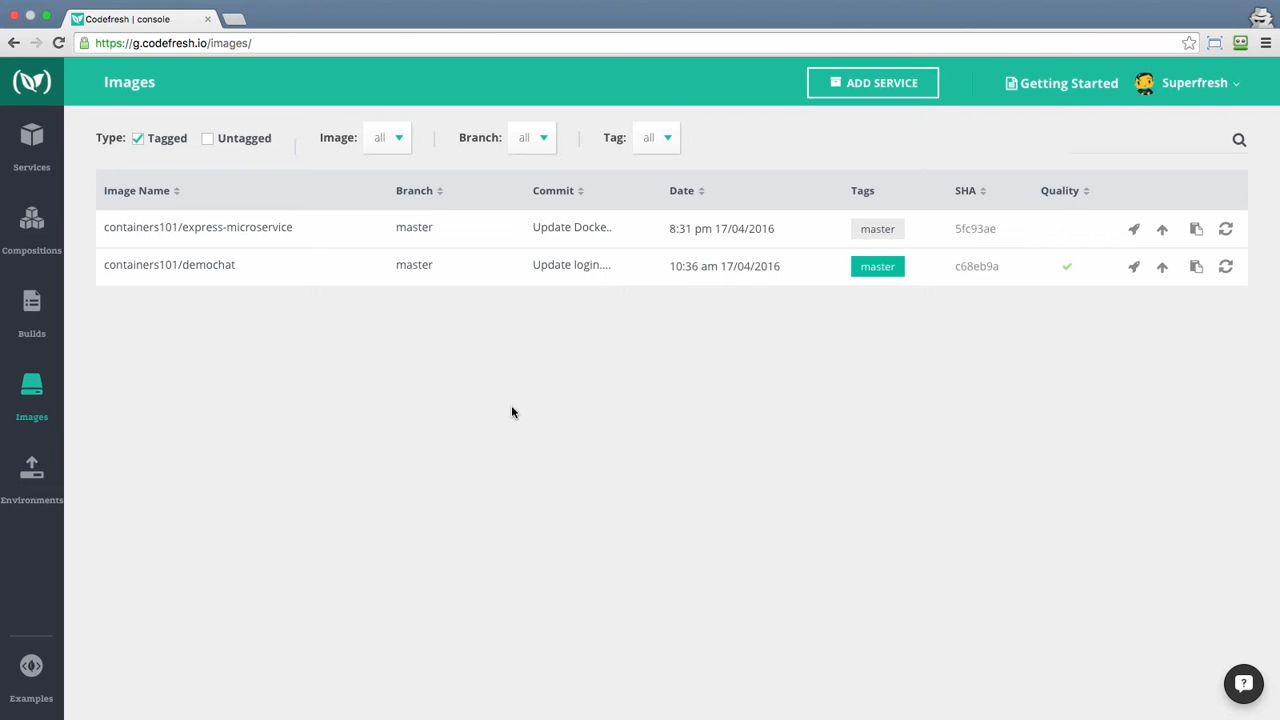 Codefresh | console
https://g.codefresh.io/images/
Images
ADD SERVICE
Getting Started
Superfresh
Type: Tagged Untagged Image: all Branch: all Tag: all
Image Name Branch Commit Date Tags SHA Quality
containers101/express-microservice master Update Docke.. 8:31 pm 17/04/2016 master 5fc93ae
containers101/demochat master Update login.... 10:36 am 17/04/2016 master c68eb9a
Services
Compositions
Builds
Images
Environments
Examples
?